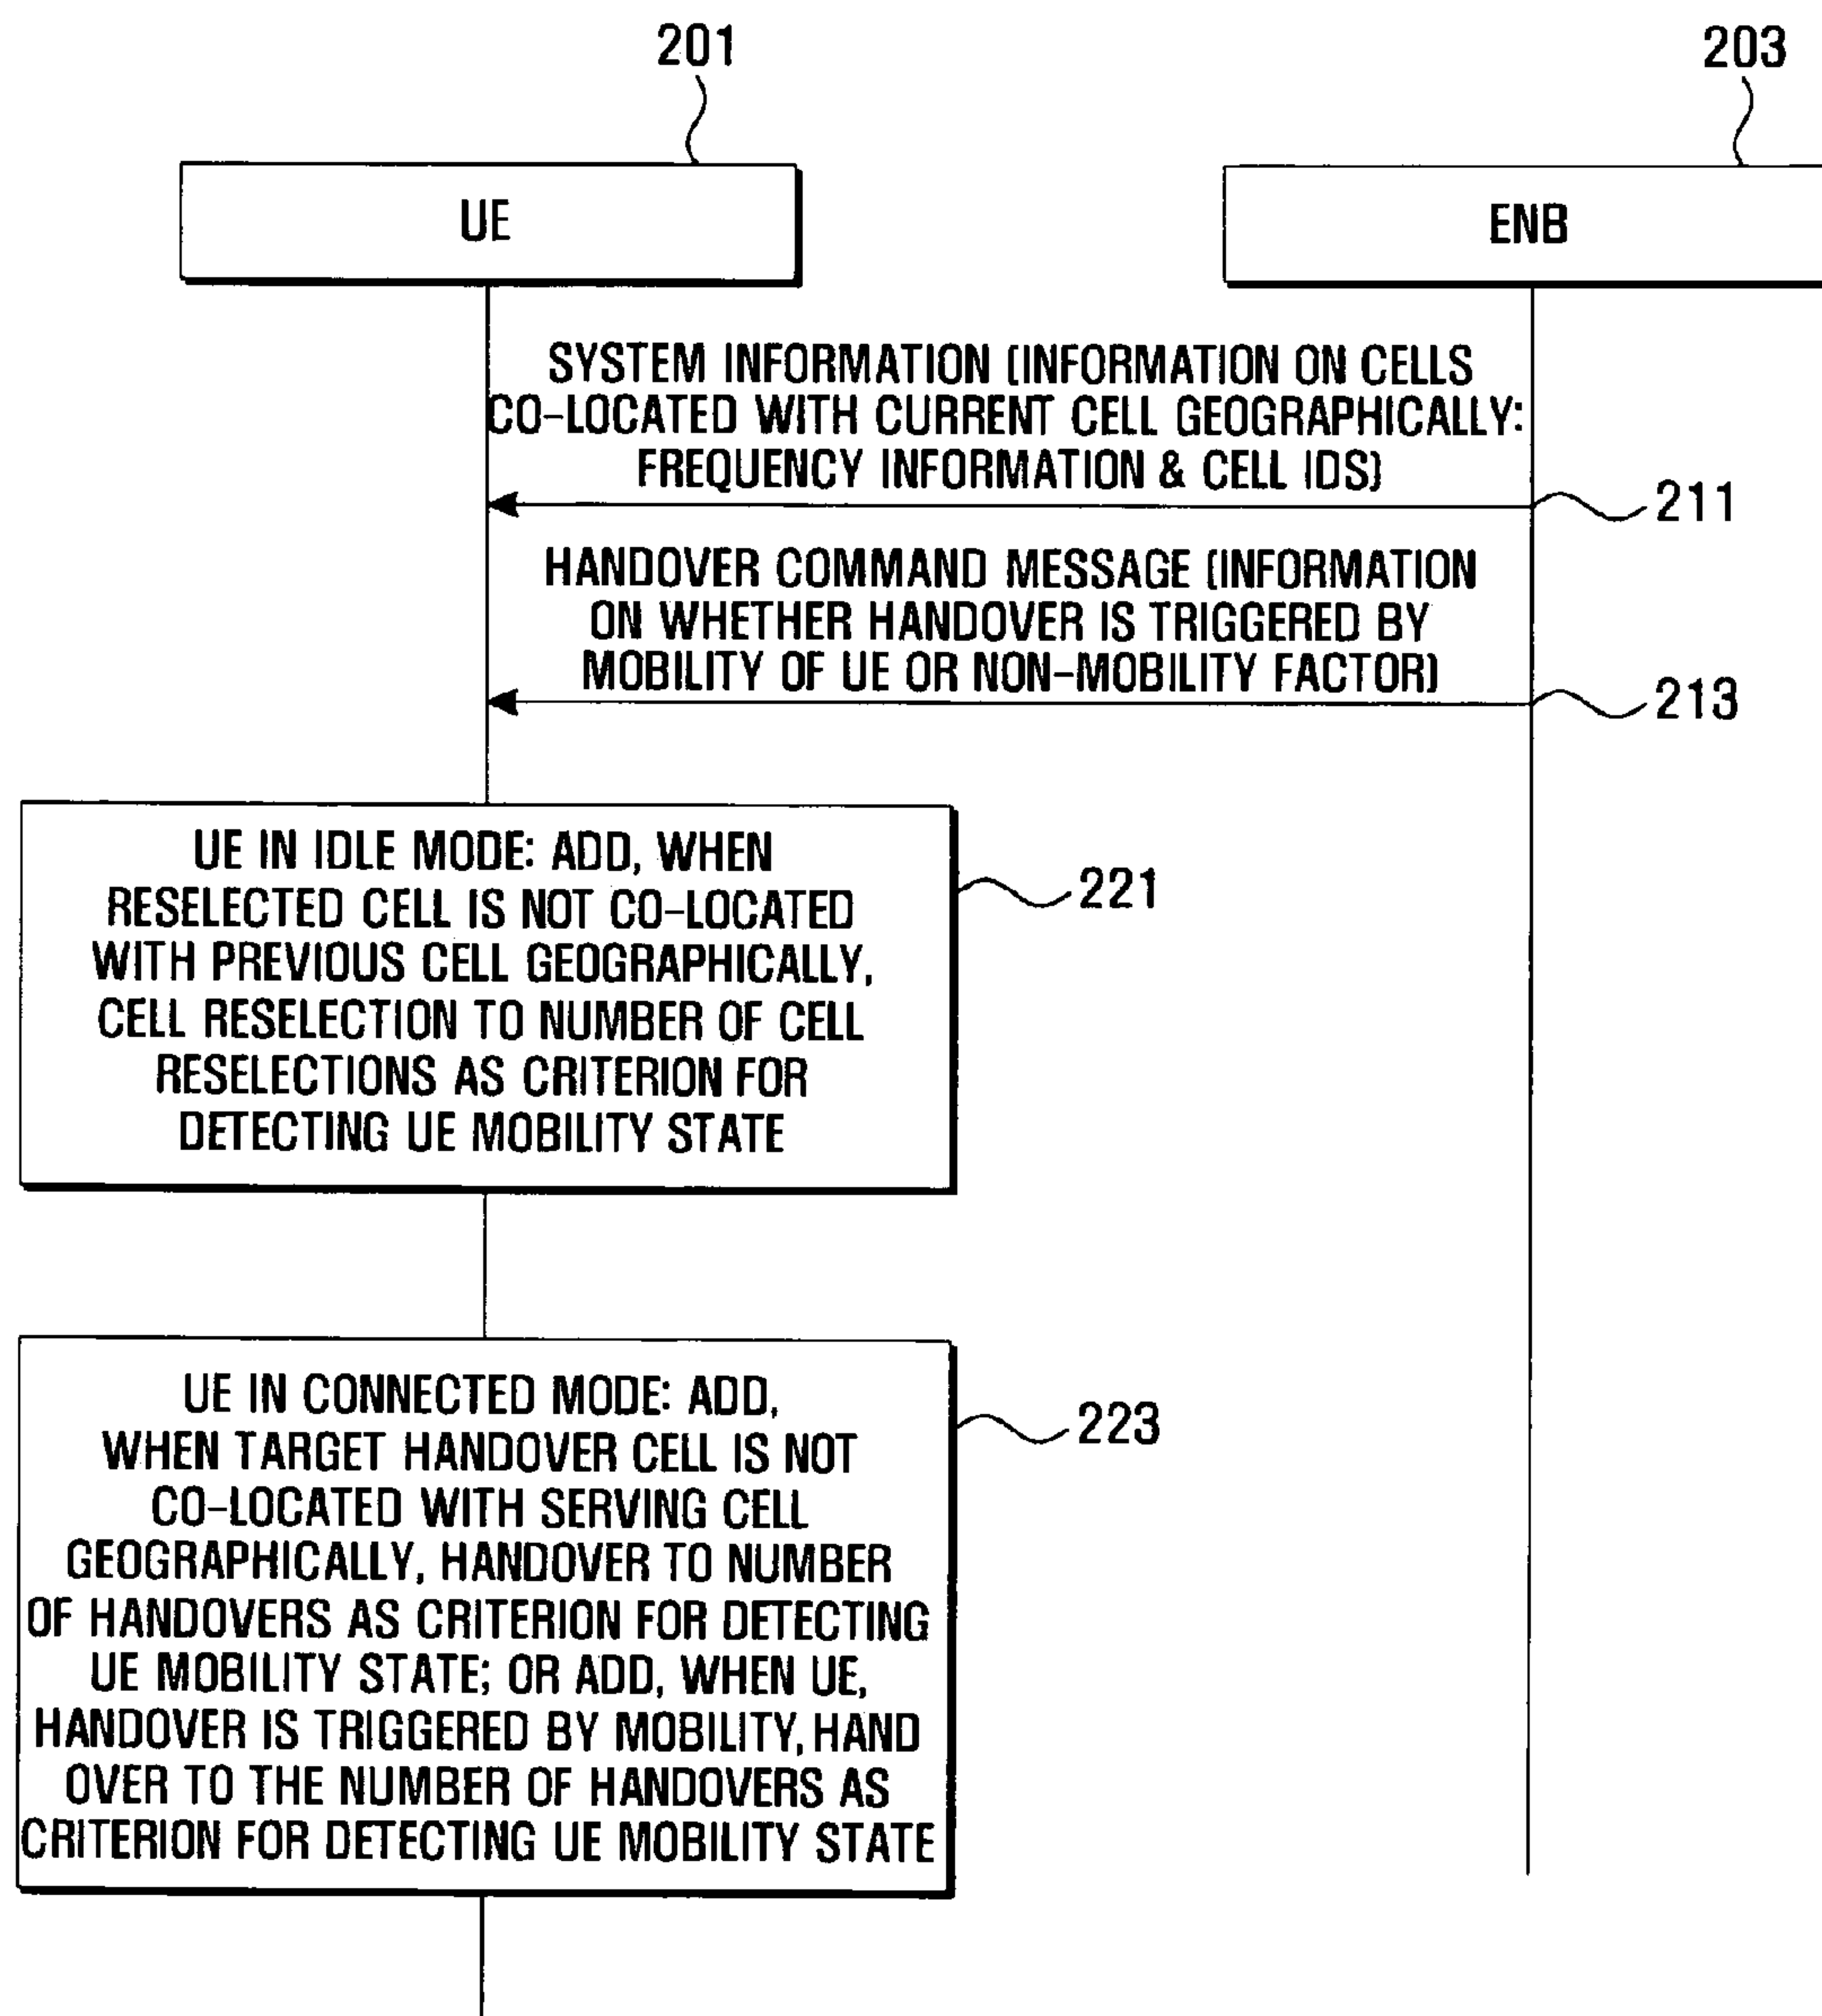 201
203
UE
ENB
SYSTEM INFORMATION (INFORMATION ON CELLS
CO-LOCATED WITH CURRENT CELL GEOGRAPHICALLY:
FREQUENCY INFORMATION & CELL IDS)
211
HANDOVER COMMAND MESSAGE (INFORMATION
ON WHETHER HANDOVER IS TRIGGERED BY
MOBILITY OF UE OR NON-MOBILITY FACTOR)
213
UE IN IDLE MODE: ADD, WHEN
RESELECTED CELL IS NOT CO-LOCATED
WITH PREVIOUS CELL GEOGRAPHICALLY,
CELL RESELECTION TO NUMBER OF CELL
RESELECTIONS AS CRITERION FOR
DETECTING UE MOBILITY STATE
221
UE IN CONNECTED MODE: ADD,
WHEN TARGET HANDOVER CELL IS NOT
CO-LOCATED WITH SERVING CELL
GEOGRAPHICALLY, HANDOVER TO NUMBER
OF HANDOVERS AS CRITERION FOR DETECTING
UE MOBILITY STATE; OR ADD, WHEN UE,
HANDOVER IS TRIGGERED BY MOBILITY, HAND
OVER TO THE NUMBER OF HANDOVERS AS
CRITERION FOR DETECTING UE MOBILITY STATE
223